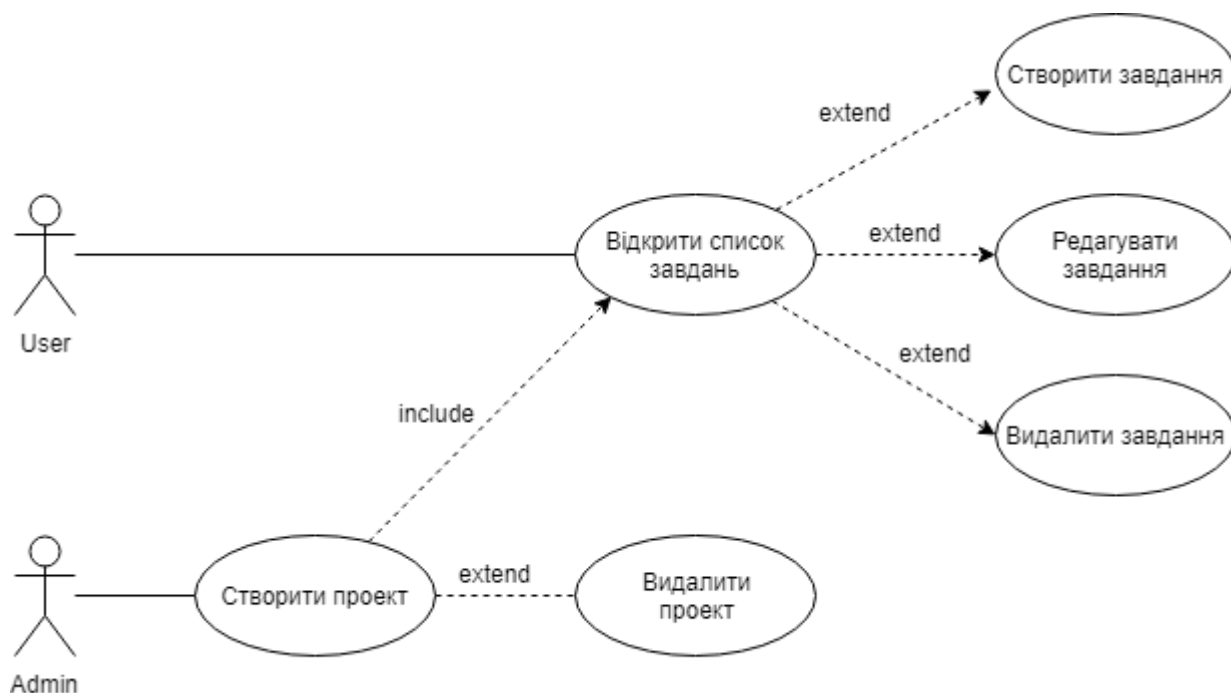 Створити завдання
extend
Відкрити список
завдань
extend
Редагувати
завдання
User
extend
Видалити завдання
include
Створити проект
extend
Видалити
проект
Admin